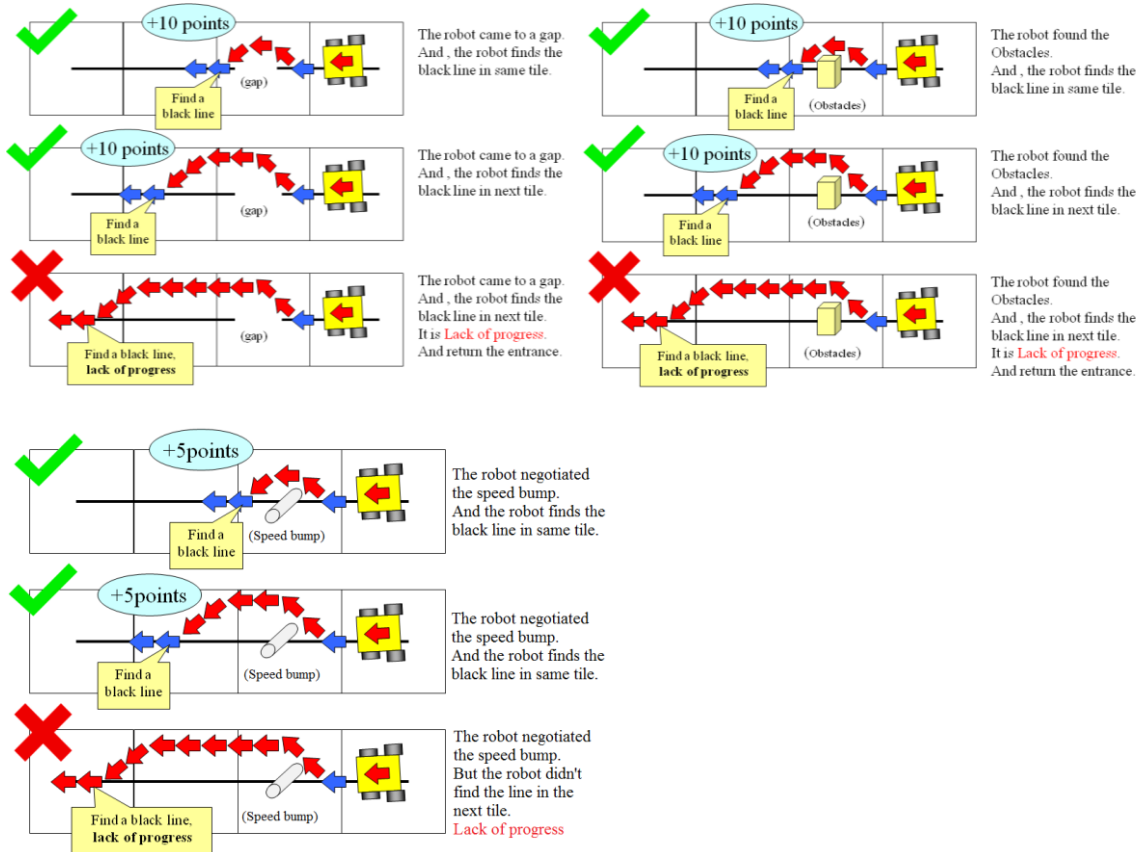 +10 points
(gap)
Find a
black line
The robot came to a gap.
And , the robot finds the
black line in same tile.
+10 points
(gap)
Find a
black line
The robot came to a gap.
And , the robot finds the
black line in next tile.
(gap)
Find a black line,
lack of progress
The robot came to a gap.
And , the robot finds the
black line in next tile.
It is Lack of progress.
And return the entrance.
+10 points
(Obstacles)
Find a
black line
The robot found the
Obstacles.
And , the robot finds the
black line in same tile.
+10 points
(Obstacles)
Find a
black line
The robot found the
Obstacles.
And , the robot finds the
black line in next tile.
(Obstacles)
Find a black line,
lack of progress
The robot found the
Obstacles.
And , the robot finds the
black line in next tile.
It is Lack of progress.
And return the entrance.
+5points
(Speed bump)
Find a
black line
The robot negotiated
the speed bump.
And the robot finds the
black line in same tile.
+5points
(Speed bump)
Find a
black line
The robot negotiated
the speed bump.
And the robot finds the
black line in same tile.
(Speed bump)
Find a black line,
lack of progress
The robot negotiated
the speed bump.
But the robot didn't
find the line in the
next tile.
Lack of progress